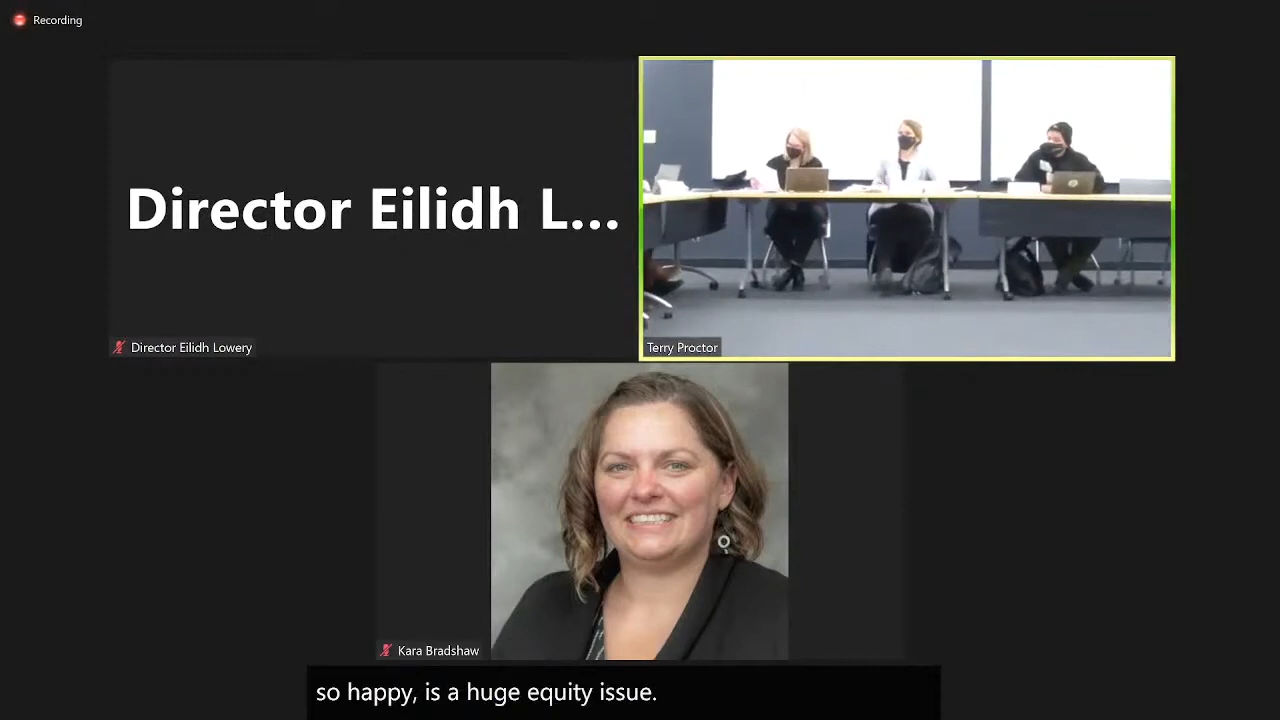 Recording
Director Eilidh L...
Director Eilidh Lowery
Terry Proctor
Kara Bradshaw
so happy, is a huge equity issue.